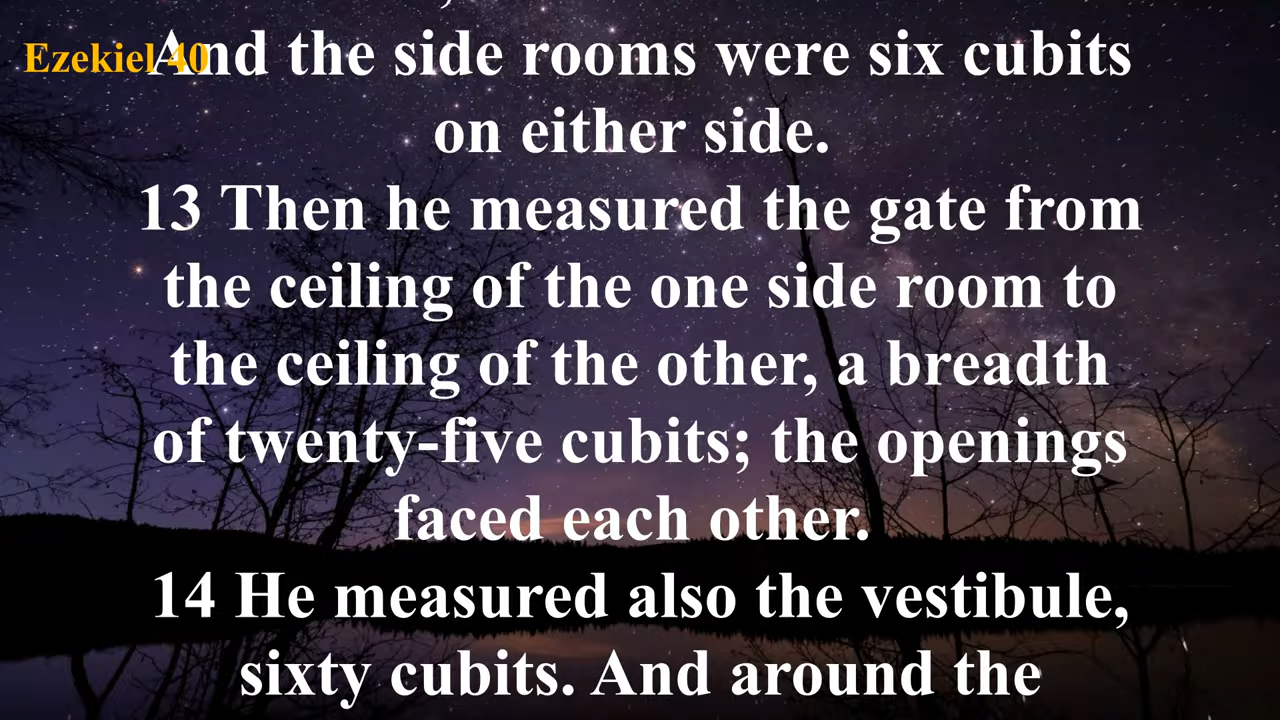 Ezekiel 40
And the side rooms were six cubits
on either side.
13 Then he measured the gate from
the ceiling of the one side room to
the ceiling of the other, a breadth
of twenty-five cubits; the openings
faced each other.
14 He measured also the vestibule,
sixty cubits. And around the